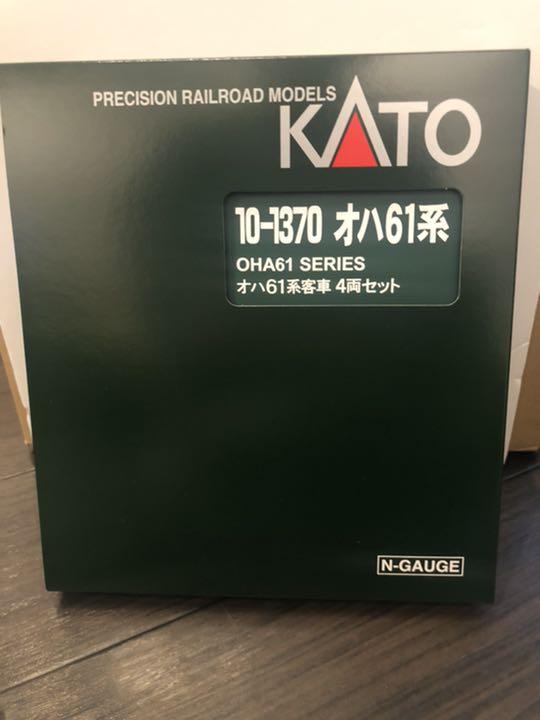 PRECISION RAILROAD MODELS
KATO
10-1370 オハ61系
OHA61 SERIES
オハ61系客車 4両セット
N-GAUGE